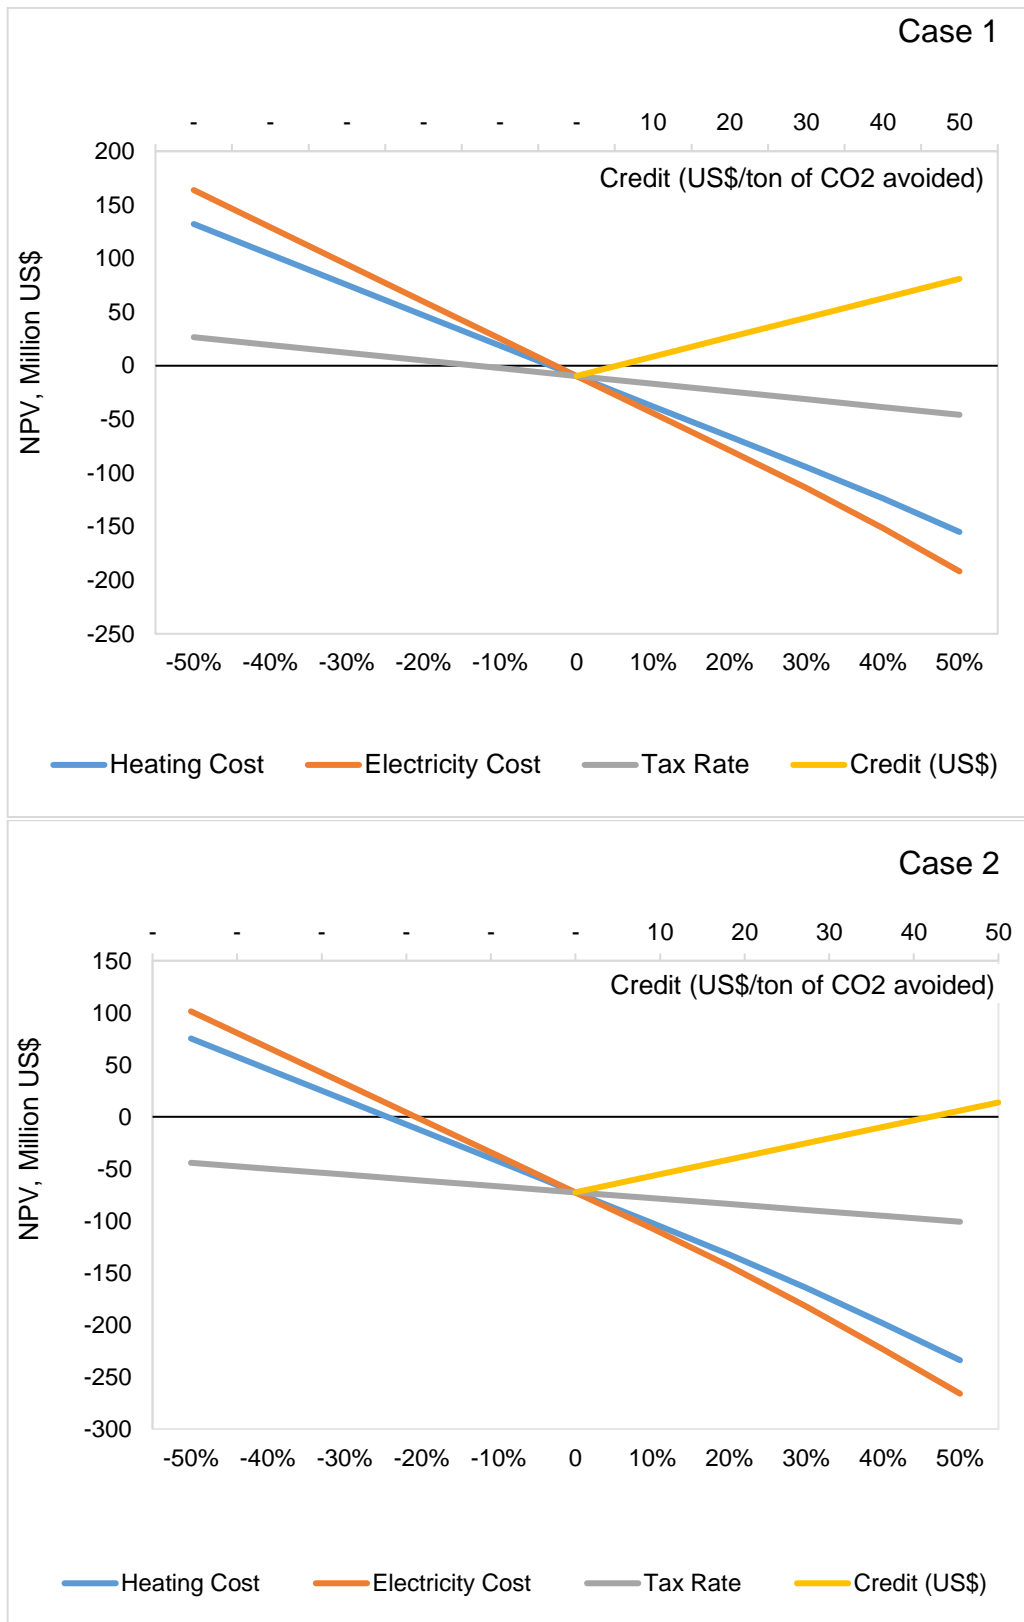 Case 1
- - - - - - 10 20 30 40 50
Credit (US$/ton of CO2 avoided)
NPV, Million US$
200
150
100
50
0
-50
-100
-150
-200
-250
-50% -40% -30% -20% -10% 0 10% 20% 30% 40% 50%
Heating Cost Electricity Cost Tax Rate Credit (US$)
Case 2
- - - - - - 10 20 30 40 50
Credit (US$/ton of CO2 avoided)
NPV, Million US$
150
100
50
0
-50
-100
-150
-200
-250
-300
-50% -40% -30% -20% -10% 0 10% 20% 30% 40% 50%
Heating Cost Electricity Cost Tax Rate Credit (US$)